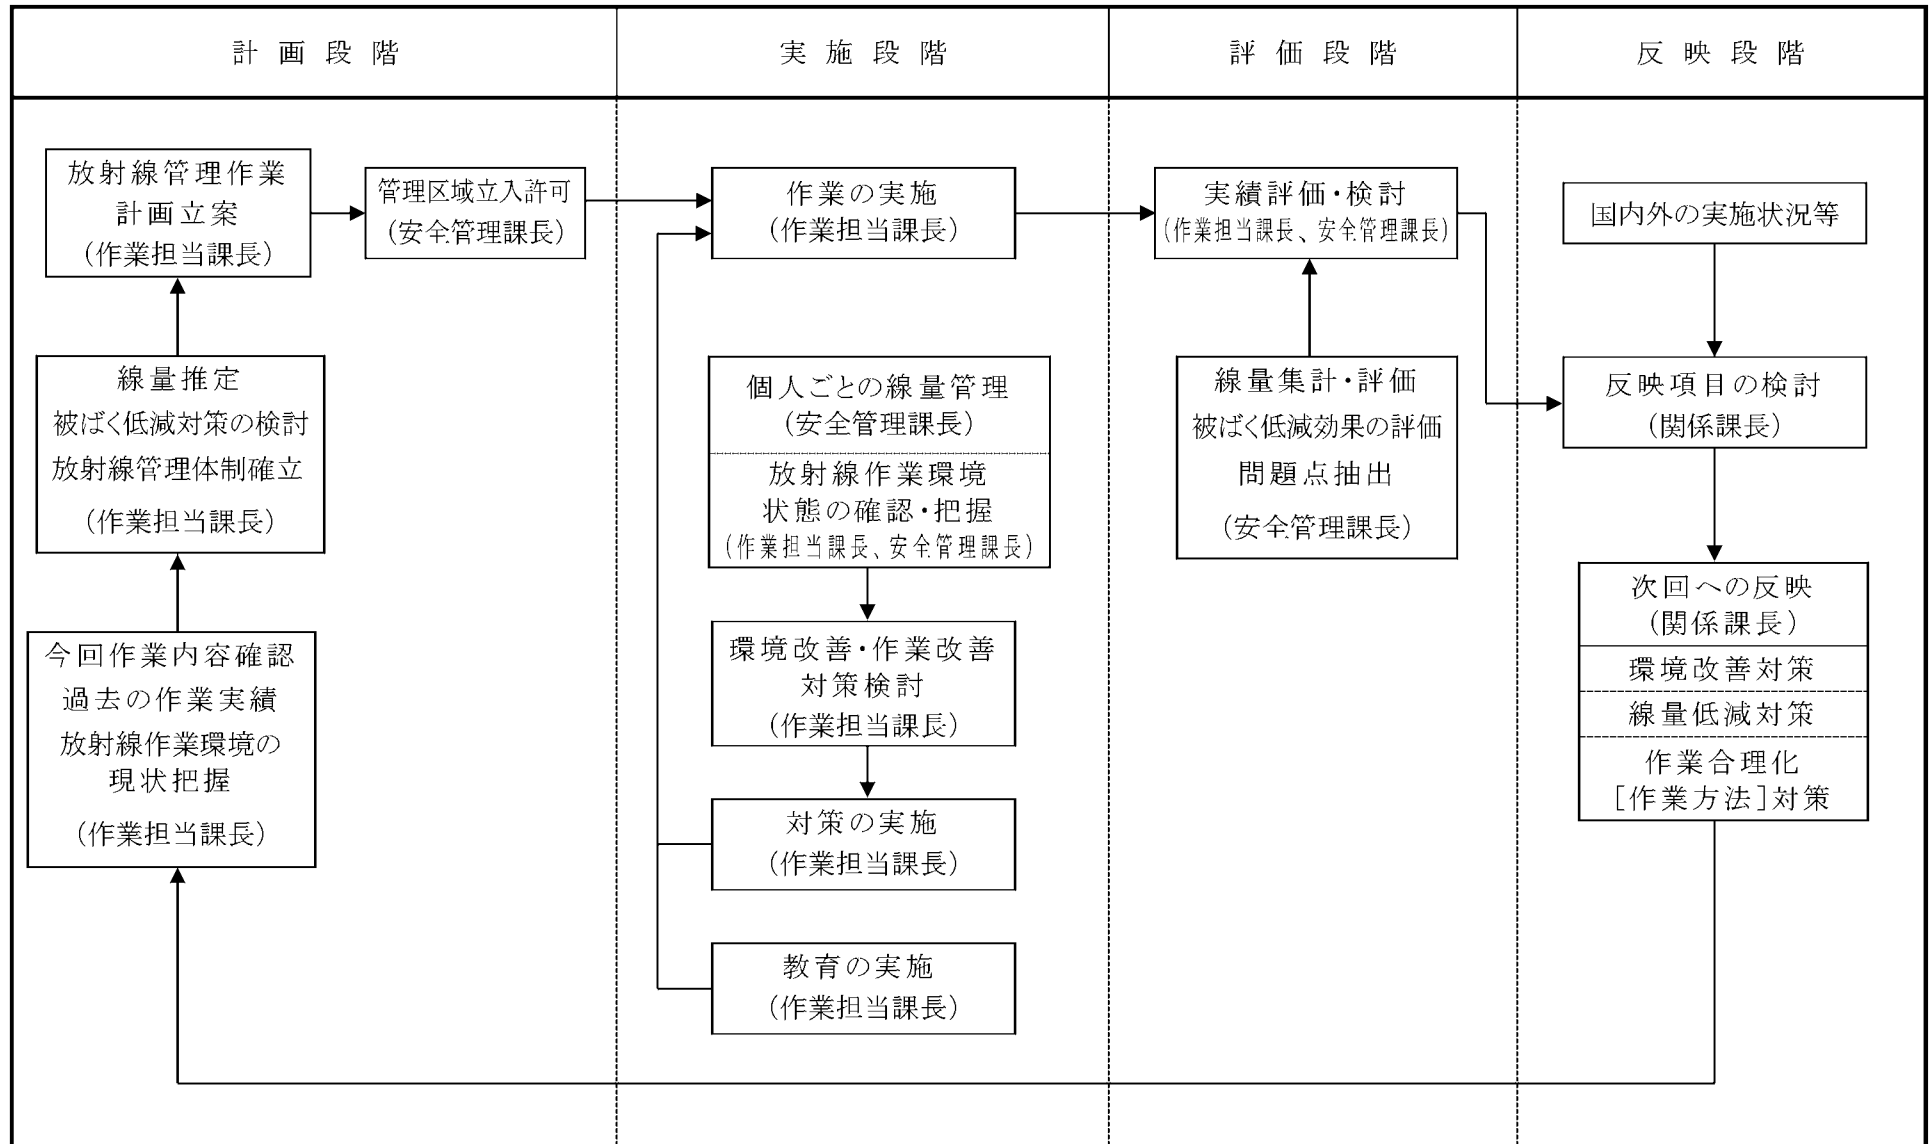 計画段階
実施段階
評価段階
反映段階
放射線管理作業
計画立案
(作業担当課長)
管理区域立入許可
(安全管理課長)
線量推定
被ばく低減対策の検討
放射線管理体制確立
(作業担当課長)
今回作業内容確認
過去の作業実績
放射線作業環境の
現状把握
(作業担当課長)
作業の実施
(作業担当課長)
個人ごとの線量管理
(安全管理課長)
放射線作業環境
状態の確認・把握
(作業担当課長、安全管理課長)
環境改善・作業改善
対策検討
(作業担当課長)
対策の実施
(作業担当課長)
教育の実施
(作業担当課長)
実績評価・検討
(作業担当課長、安全管理課長)
線量集計・評価
被ばく低減効果の評価
問題点抽出
(安全管理課長)
国内外の実施状況等
反映項目の検討
(関係課長)
次回への反映
(関係課長)
環境改善対策
線量低減対策
作業合理化
[作業方法]対策